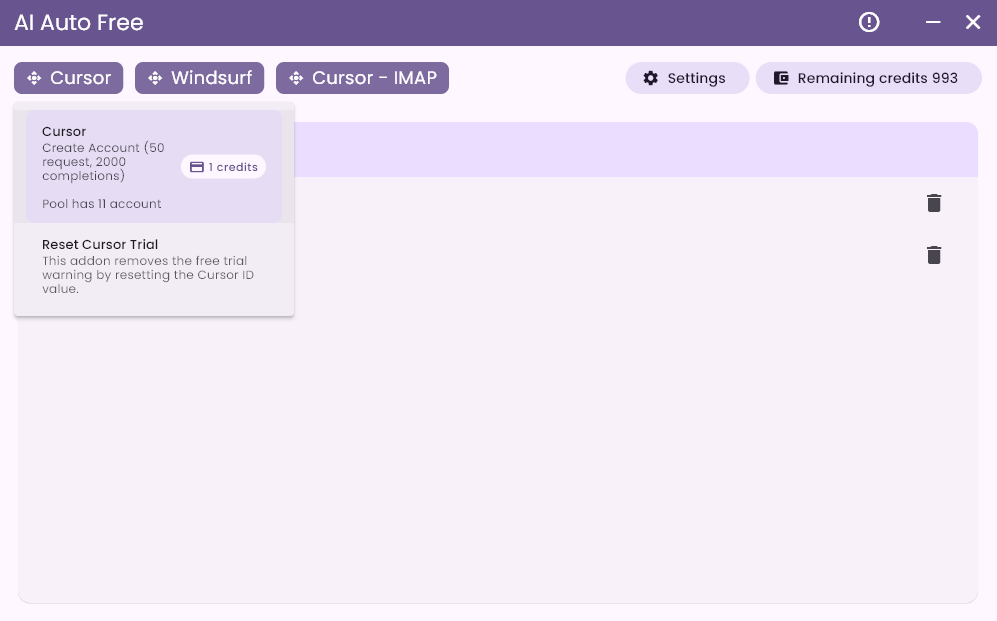 AI Auto Free
Cursor
Windsurf
Cursor - IMAP
Settings
Remaining credits 993
Cursor
Create Account (50
request, 2000
completions)
1 credits
Pool has 11 account
Reset Cursor Trial
This addon removes the free trial
warning by resetting the Cursor ID
value.